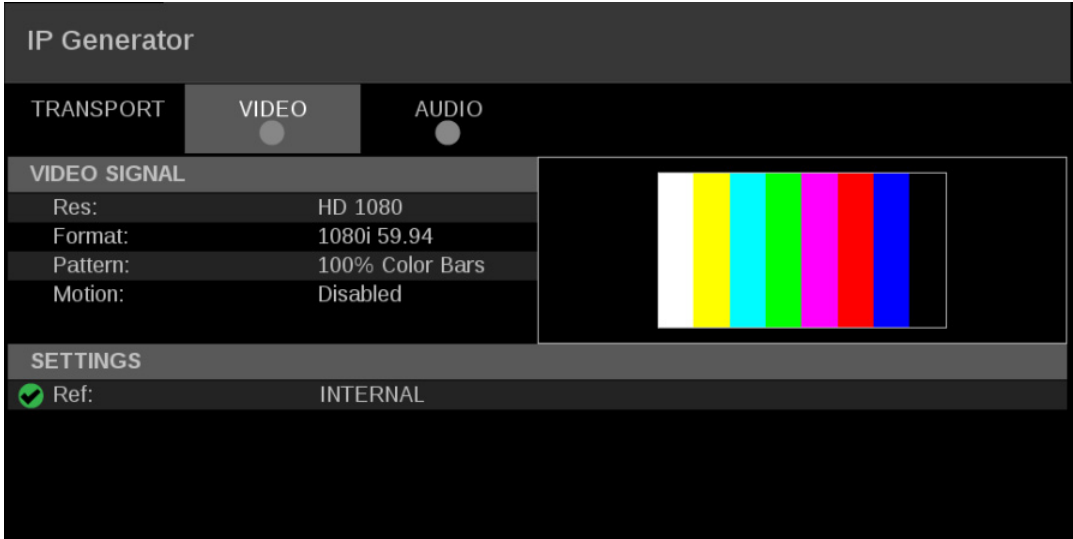 IP Generator
TRANSPORT VIDEO AUDIO
VIDEO SIGNAL
Res: HD 1080
Format: 1080i 59.94
Pattern: 100% Color Bars
Motion: Disabled
SETTINGS
Ref: INTERNAL